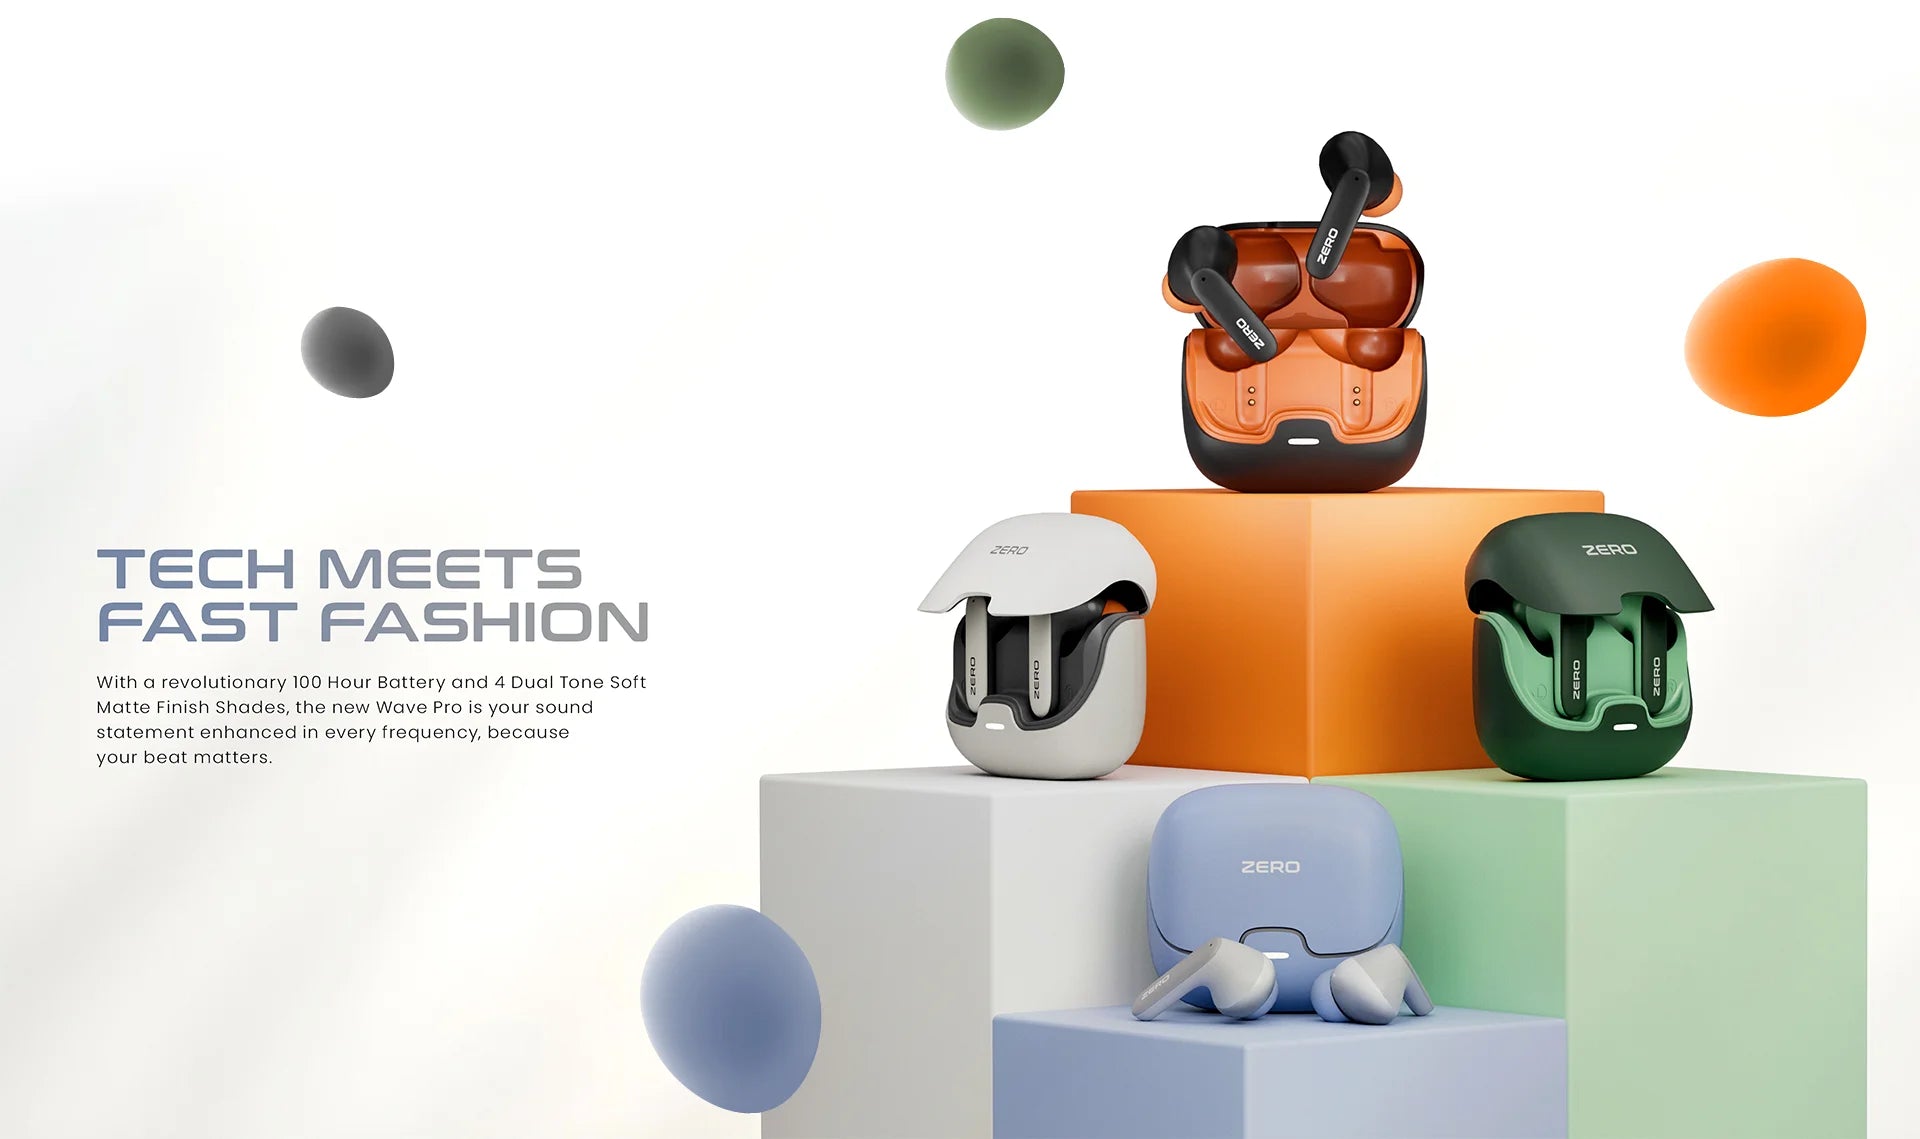 TECH MEETS
FAST FASHION
With a revolutionary 100 Hour Battery and 4 Dual Tone Soft
Matte Finish Shades, the new Wave Pro is your sound
statement enhanced in every frequency, because
your beat matters.
ZERO
ZERO
ZERO
ZERO
ZERO
ZERO
ZERO
ZERO
ZERO
ZERO